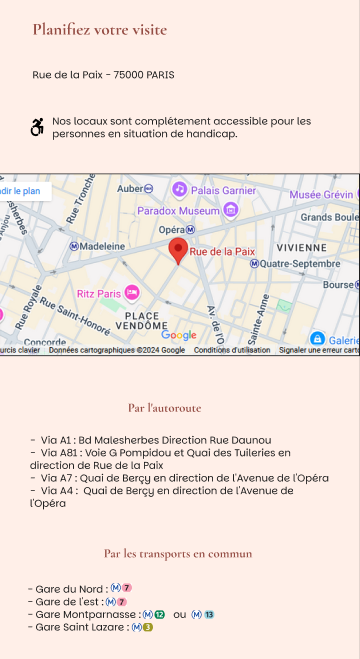 Planifiez votre visite
Rue de la Paix - 75000 PARIS
Nos locaux sont complétement accessible pour les
personnes en situation de handicap.
ndir le plan
Rue Tronche
Auber
Palais Garnier
Musée Grévin
Paradox Museum
Grands Boule
Opéra
Madeleine
Rue de la Paix
VIVIENNE
Quatre-Septembre
Ritz Paris
Bourse
Rue Royale
Rue Saint-Honoré
PLACE
VENDÔME
Av. de l'O
Sainte-Anne
Google
Galerie
Concorde
urcis clavier Données cartographiques ©2024 Google Conditions d'utilisation Signaler une erreur carto
Par l'autoroute
- Via A1 : Bd Malesherbes Direction Rue Daunou
- Via A81 : Voie G Pompidou et Quai des Tuileries en
direction de Rue de la Paix
- Via A7 : Quai de Berçy en direction de l'Avenue de l'Opéra
- Via A4 : Quai de Berçy en direction de l'Avenue de
l'Opéra
Par les transports en commun
- Gare du Nord : M 7
- Gare de l'est : M 7
- Gare Montparnasse : M 12 ou M 13
- Gare Saint Lazare : M 3